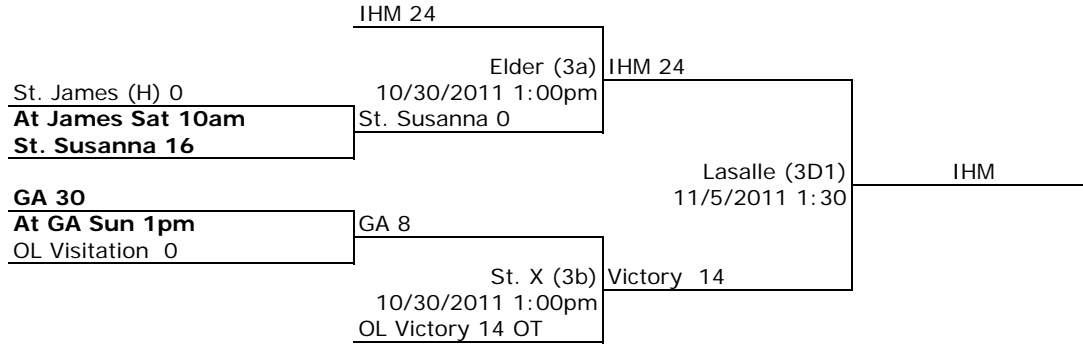 IHM 24
Elder (3a)
IHM 24
St. James (H) 0
10/30/2011 1:00pm
At James Sat 10am
St. Susanna 0
St. Susanna 16
Lasalle (3D1)
IHM
GA 30
11/5/2011 1:30
At GA Sun 1pm
GA 8
OL Visitation 0
St. X (3b)
Victory 14
10/30/2011 1:00pm
OL Victory 14 OT